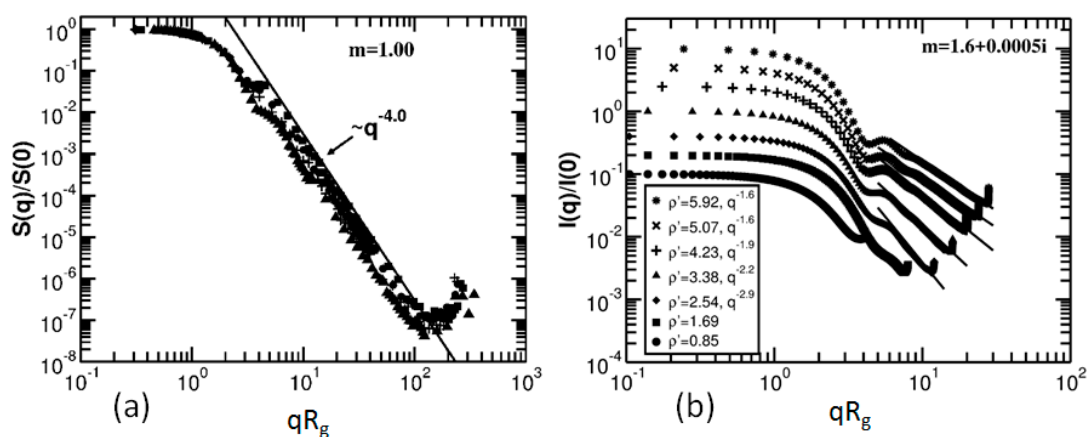 m=1.00
~q^-4.0
S(q)/S(0)
10^0
10^-1
10^-2
10^-3
10^-4
10^-5
10^-6
10^-7
10^-8
10^-1 10^0 10^1 10^2 10^3
(a) qR_g
m=1.6+0.0005i
I(q)/I(0)
10^1
10^0
10^-1
10^-2
10^-3
10^-4
ρ'=5.92, q^-1.6
ρ'=5.07, q^-1.6
ρ'=4.23, q^-1.9
ρ'=3.38, q^-2.2
ρ'=2.54, q^-2.9
ρ'=1.69
ρ'=0.85
10^-1 10^0 10^1 10^2
(b) qR_g